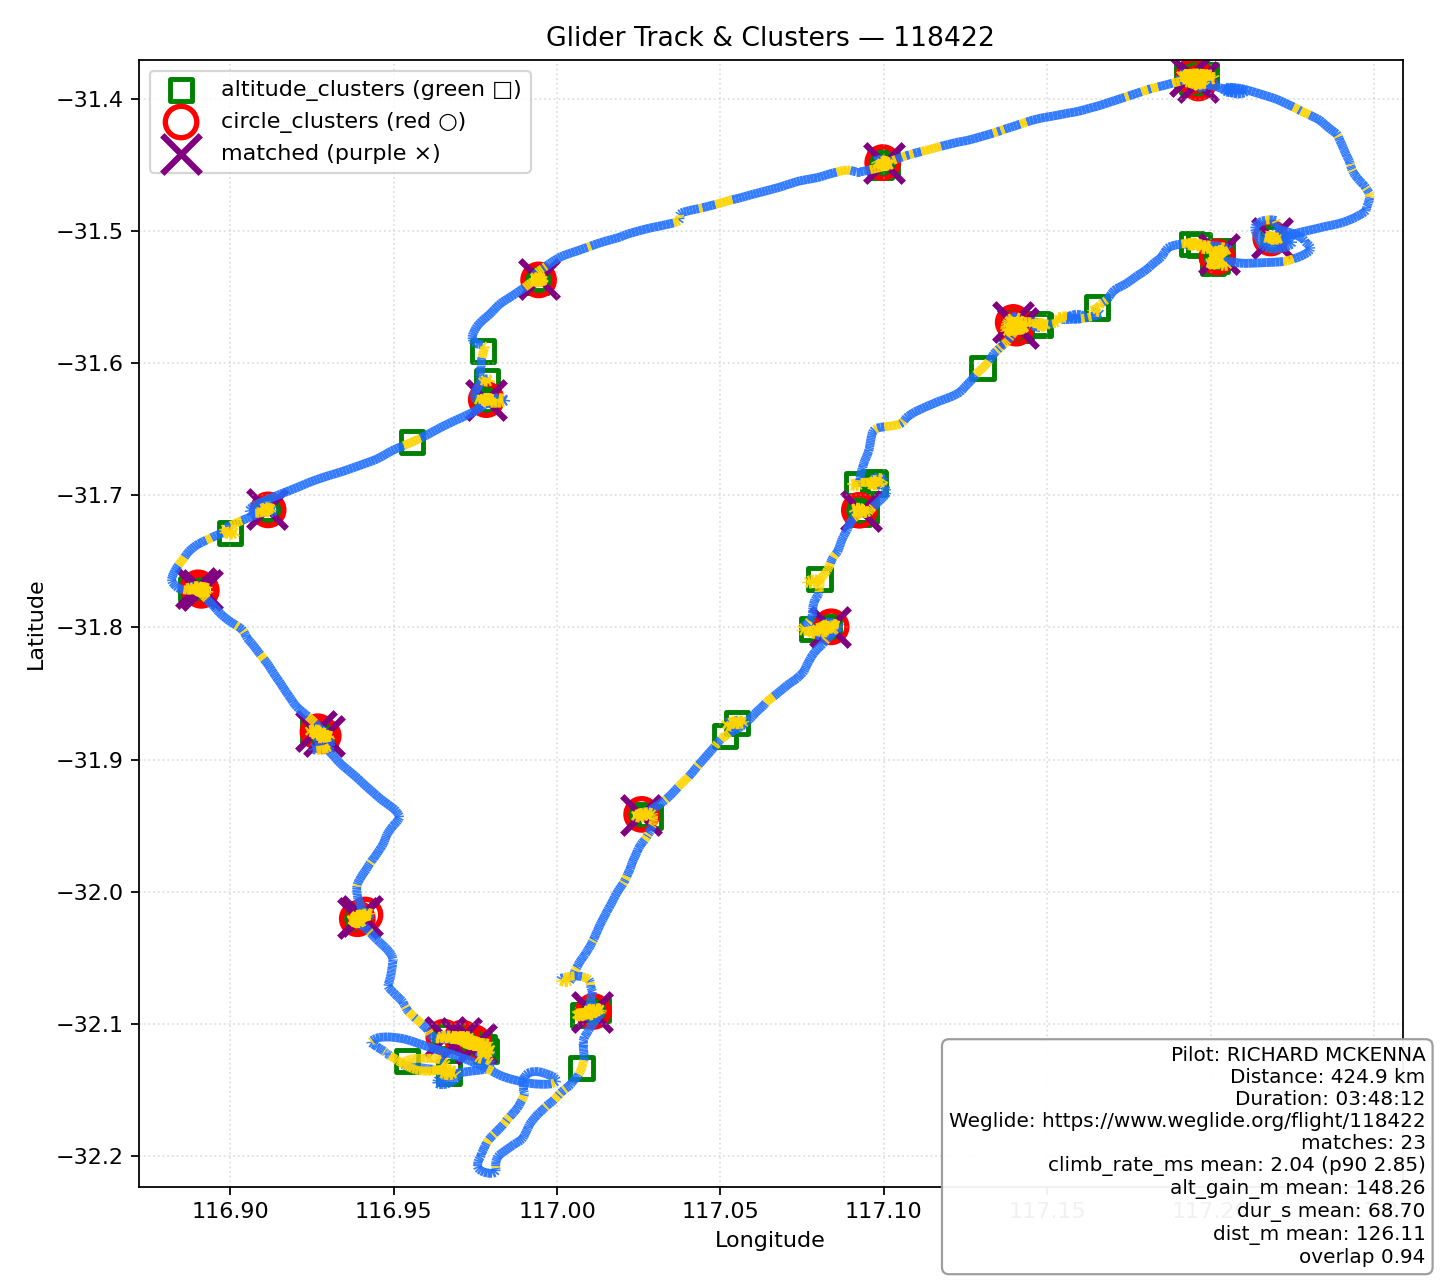 Glider Track & Clusters — 118422
altitude_clusters (green □)
circle_clusters (red ○)
matched (purple ×)
Latitude
−31.4
−31.5
−31.6
−31.7
−31.8
−31.9
−32.0
−32.1
−32.2
116.90
116.95
117.00
117.05
117.10
117.15
Longitude
Pilot: RICHARD MCKENNA
Distance: 424.9 km
Duration: 03:48:12
Weglide: https://www.weglide.org/flight/118422
matches: 23
climb_rate_ms mean: 2.04 (p90 2.85)
alt_gain_m mean: 148.26
dur_s mean: 68.70
dist_m mean: 126.11
overlap 0.94